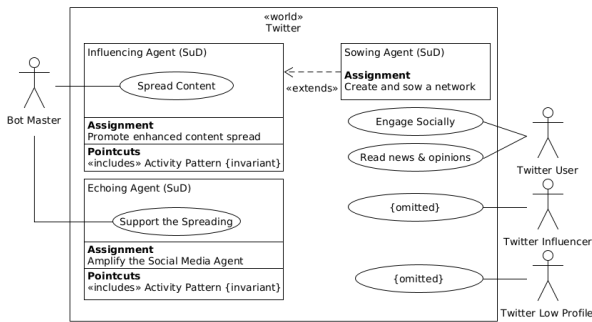 «world»
Twitter
Influencing Agent (SuD)
Spread Content
Assignment
Promote enhanced content spread
Pointcuts
«includes» Activity Pattern {invariant}
Sowing Agent (SuD)
Assignment
Create and sow a network
«extends»
Bot Master
Echoing Agent (SuD)
Support the Spreading
Assignment
Amplify the Social Media Agent
Pointcuts
«includes» Activity Pattern {invariant}
Engage Socially
Read news & opinions
Twitter User
{omitted}
Twitter Influencer
{omitted}
Twitter Low Profile